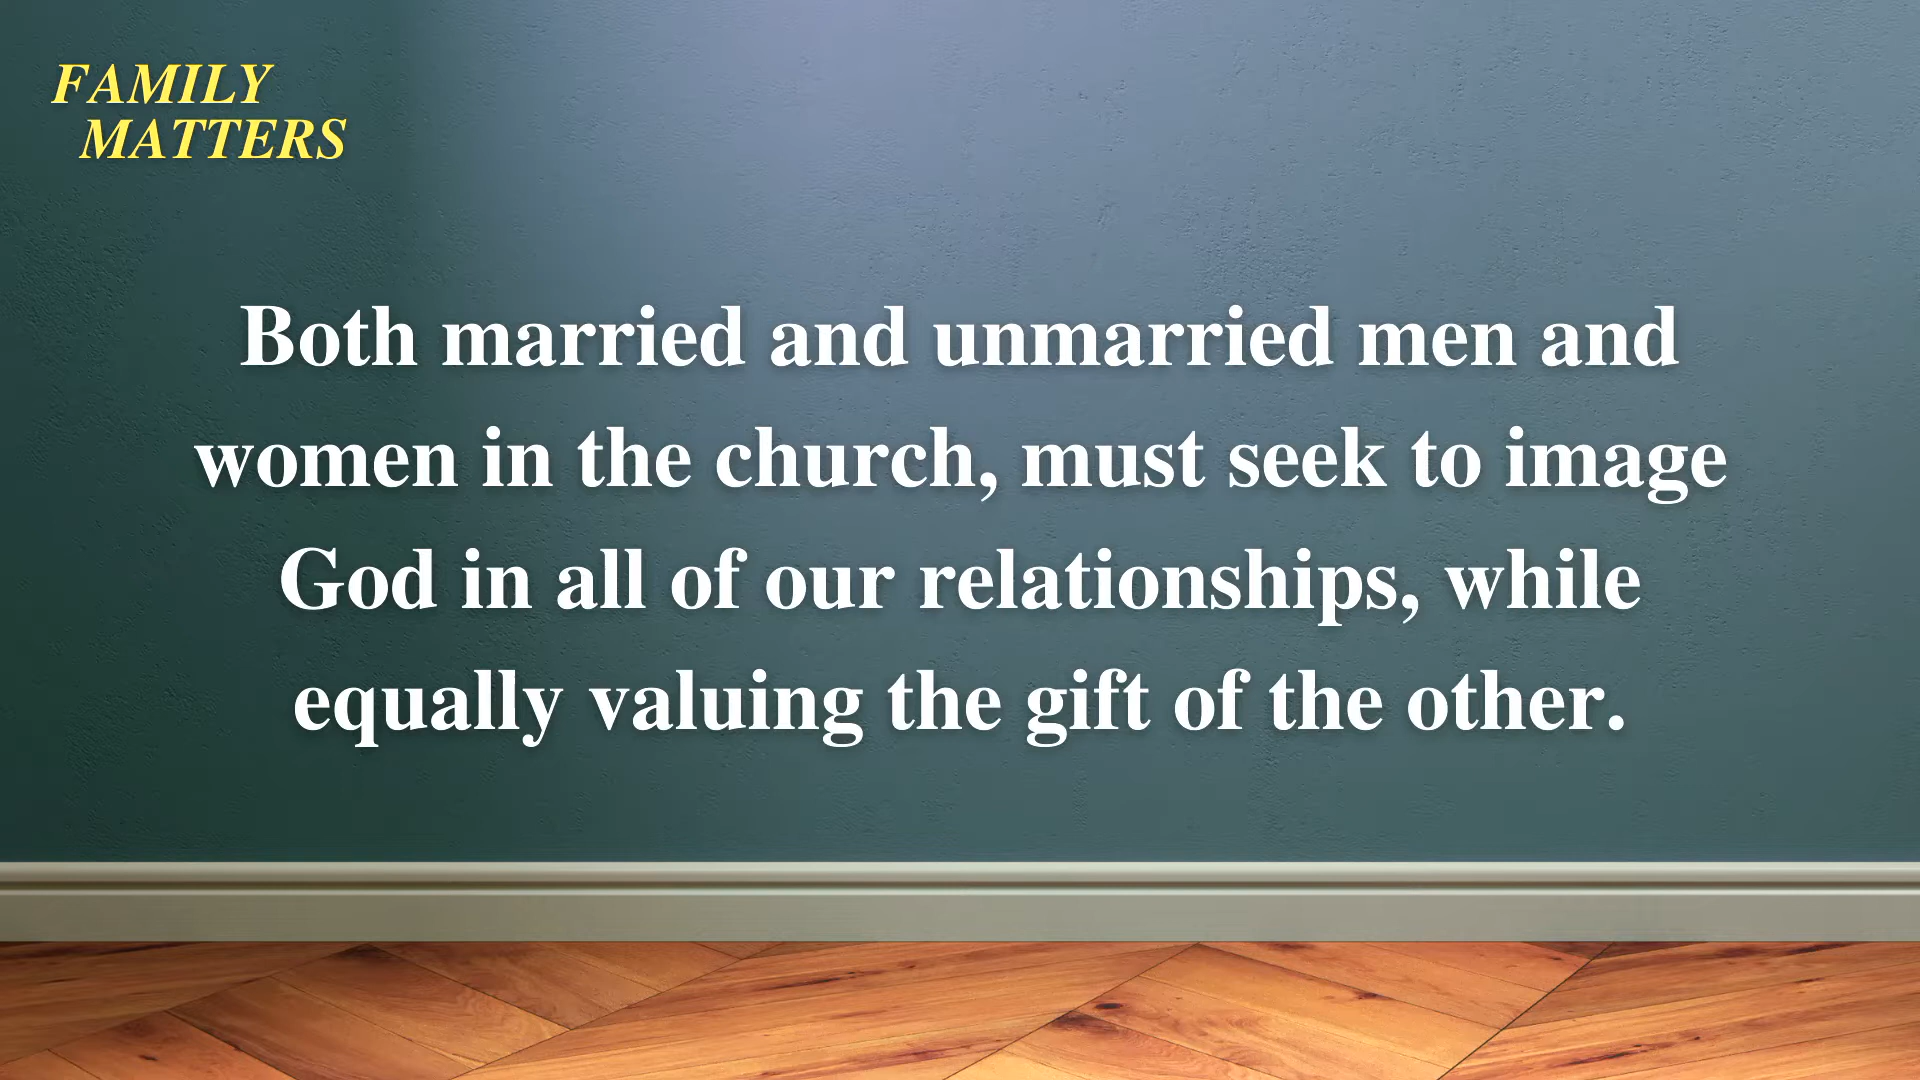 FAMILY
MATTERS
Both married and unmarried men and
women in the church, must seek to image
God in all of our relationships, while
equally valuing the gift of the other.